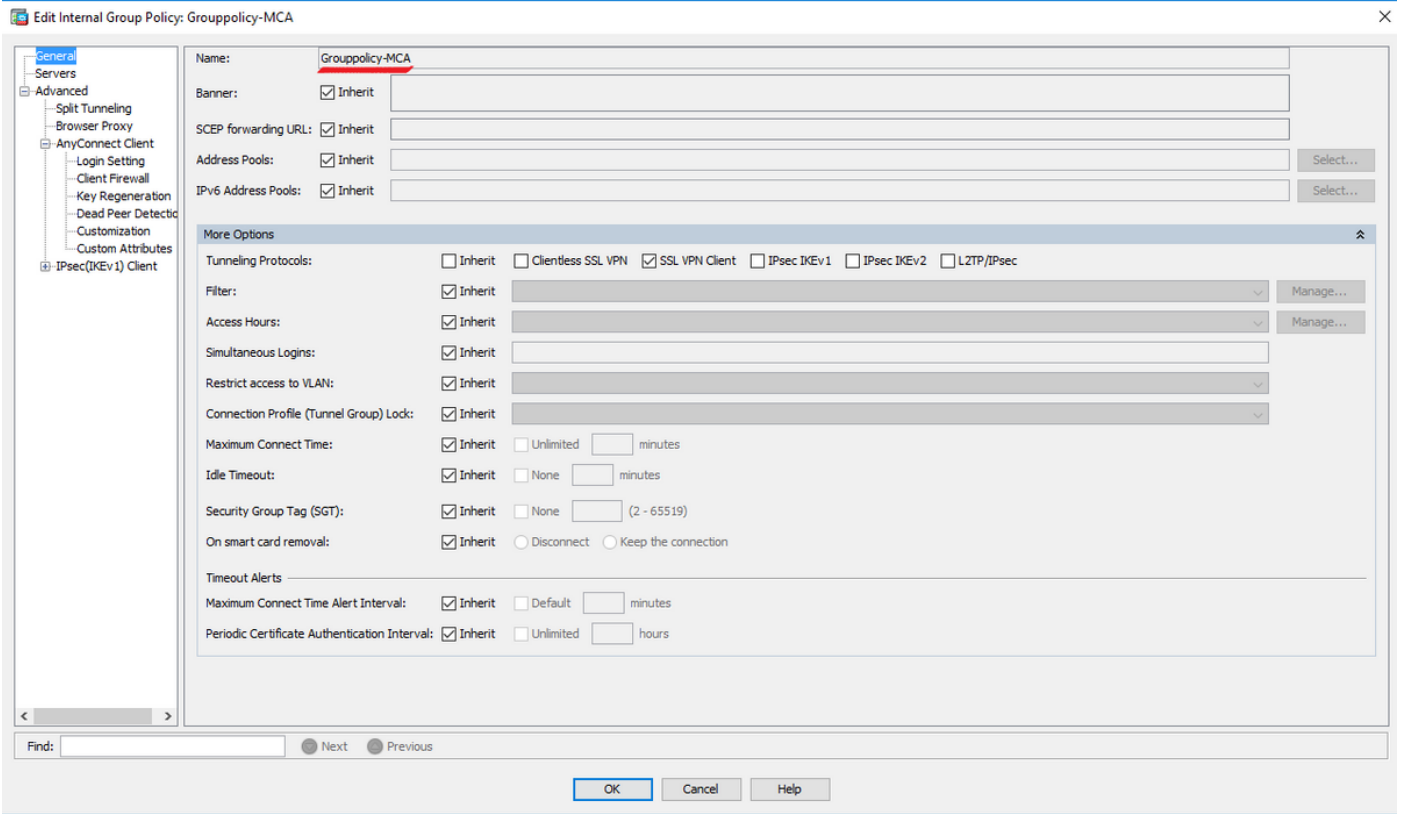 Edit Internal Group Policy: Grouppolicy-MCA
General
Servers
Advanced
Split Tunneling
Browser Proxy
AnyConnect Client
Login Setting
Client Firewall
Key Regeneration
Dead Peer Detectio
Customization
Custom Attributes
IPsec(IKEv1) Client
Name: Grouppolicy-MCA
Banner: Inherit
SCEP forwarding URL: Inherit
Address Pools: Inherit Select...
IPv6 Address Pools: Inherit Select...
More Options
Tunneling Protocols: Inherit Clientless SSL VPN SSL VPN Client IPsec IKEv1 IPsec IKEv2 L2TP/IPsec
Filter: Inherit Manage...
Access Hours: Inherit Manage...
Simultaneous Logins: Inherit
Restrict access to VLAN: Inherit
Connection Profile (Tunnel Group) Lock: Inherit
Maximum Connect Time: Inherit Unlimited minutes
Idle Timeout: Inherit None minutes
Security Group Tag (SGT): Inherit None (2 - 65519)
On smart card removal: Inherit Disconnect Keep the connection
Timeout Alerts
Maximum Connect Time Alert Interval: Inherit Default minutes
Periodic Certificate Authentication Interval: Inherit Unlimited hours
Find: Next Previous
OK Cancel Help